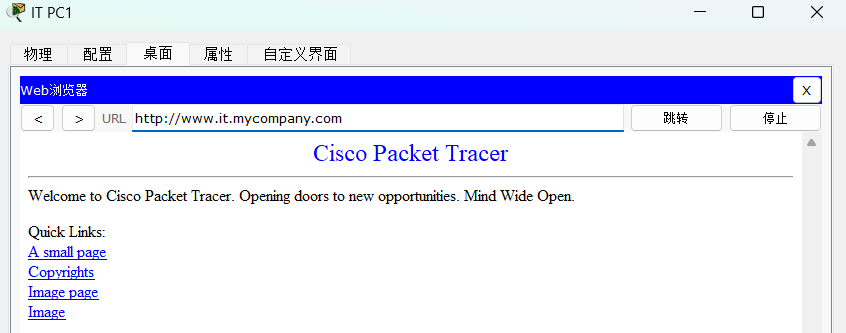 IT PC1
物理 配置 桌面 属性 自定义界面
Web浏览器 X
< > URL http://www.it.mycompany.com 跳转 停止
Cisco Packet Tracer
Welcome to Cisco Packet Tracer. Opening doors to new opportunities. Mind Wide Open.
Quick Links:
A small page
Copyrights
Image page
Image